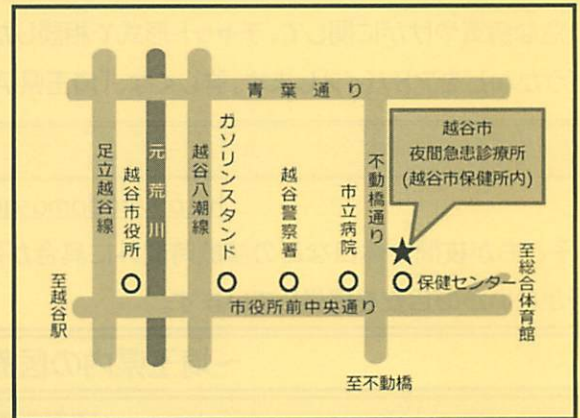 青葉通り
越谷市
夜間急患診療所
(越谷市保健所内)
足立越谷線
越谷市役所
元荒川
越谷八潮線
ガソリンスタンド
越谷警察署
市立病院
不動橋通り
保健センター
至越谷駅
市役所前中央通り
至総合体育館
至不動橋